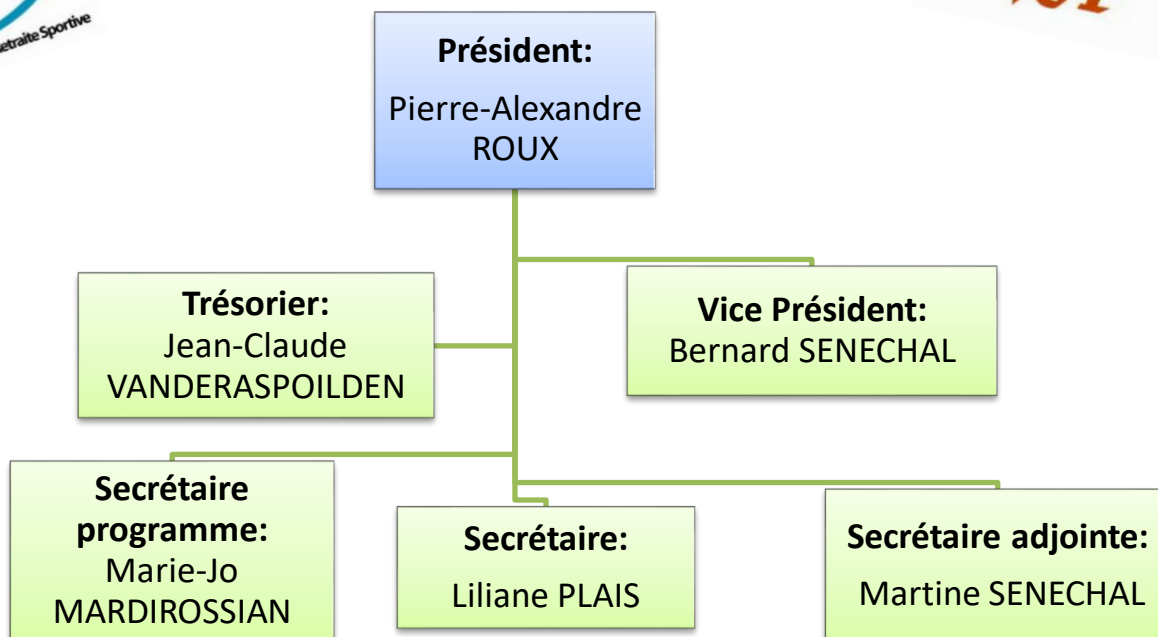 etraite Sportive
Président:
Pierre-Alexandre
ROUX
Trésorier:
Jean-Claude
VANDERASPOILDEN
Vice Président:
Bernard SENECHAL
Secrétaire
programme:
Marie-Jo
MARDIROSSIAN
Secrétaire:
Liliane PLAIS
Secrétaire adjointe:
Martine SENECHAL